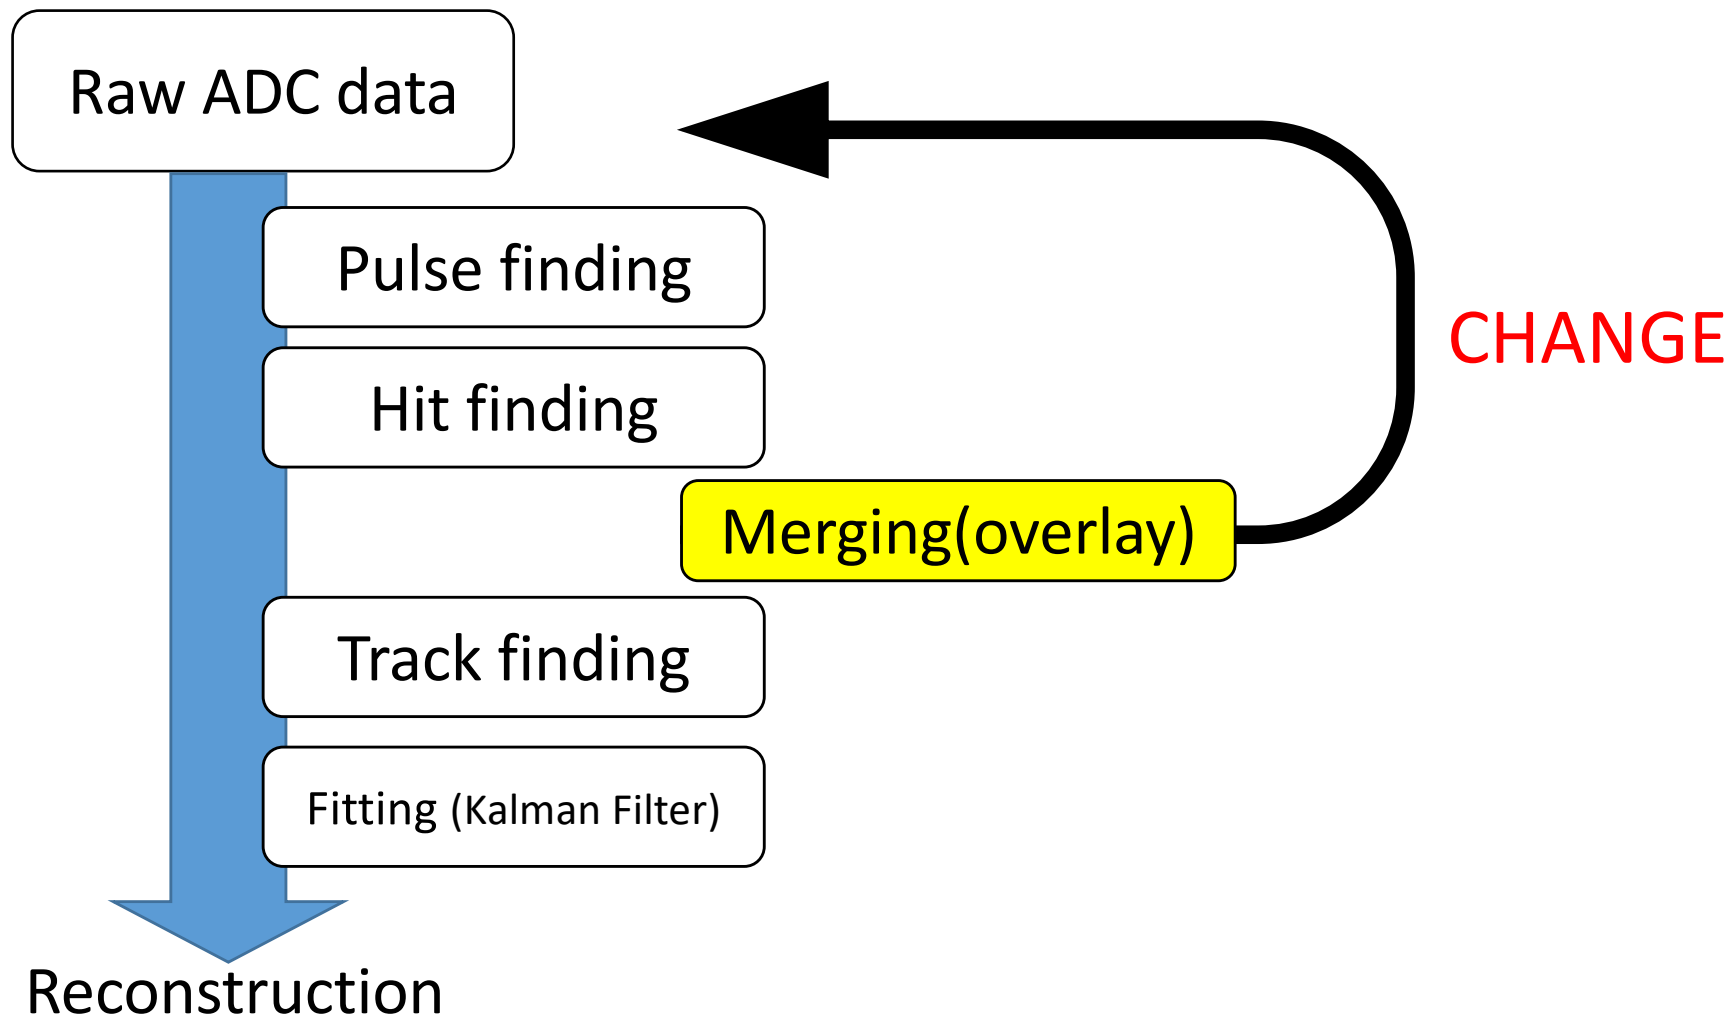 Raw ADC data
Pulse finding
CHANGE
Hit finding
Merging(overlay)
Track finding
Fitting (Kalman Filter)
Reconstruction